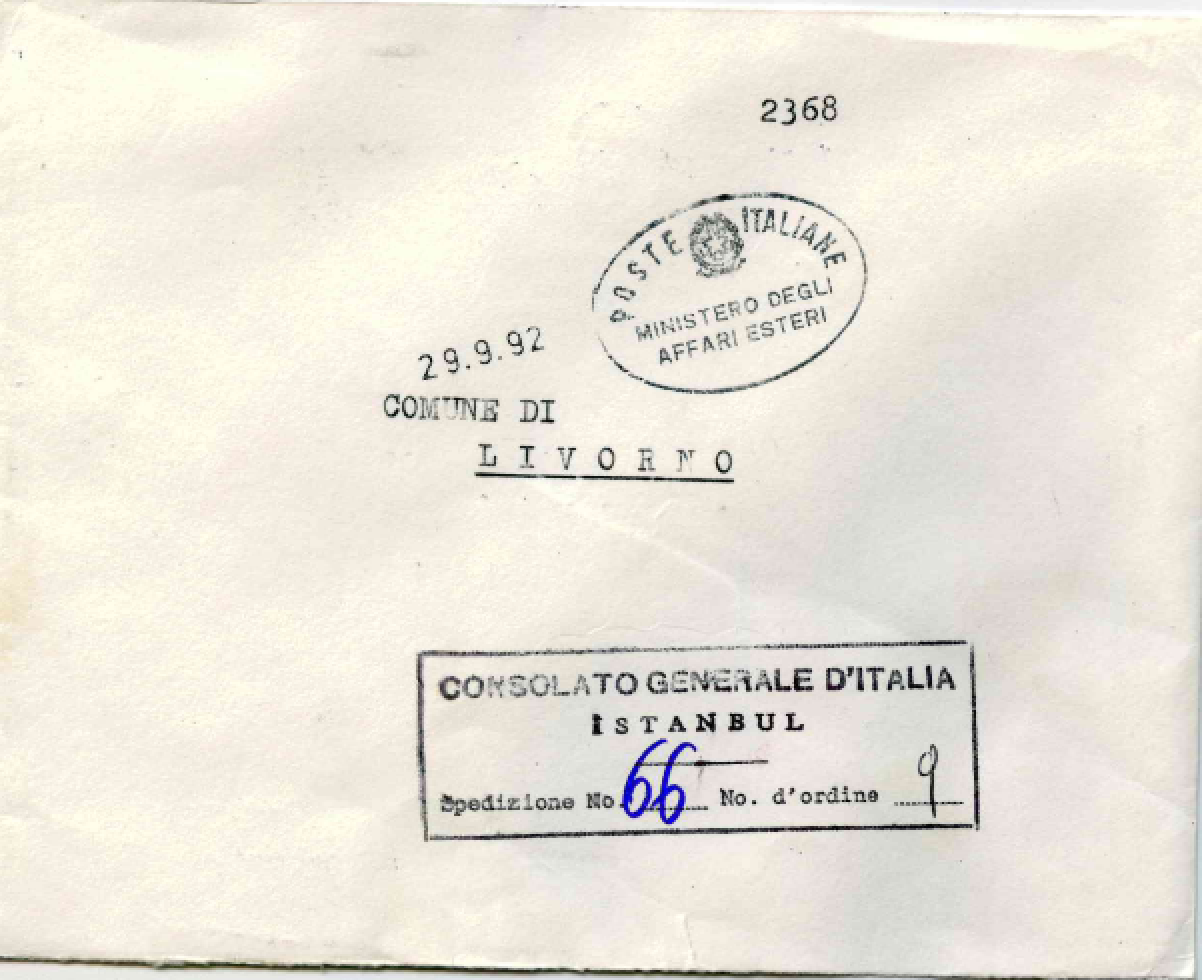 2368
POSTE ITALIANE
MINISTERO DEGLI
AFFARI ESTERI
29.9.92
COMUNE DI
LIVORNO
CONSOLATO GENERALE D'ITALIA
ISTANBUL
Spedizione No. 66 No. d'ordine 9